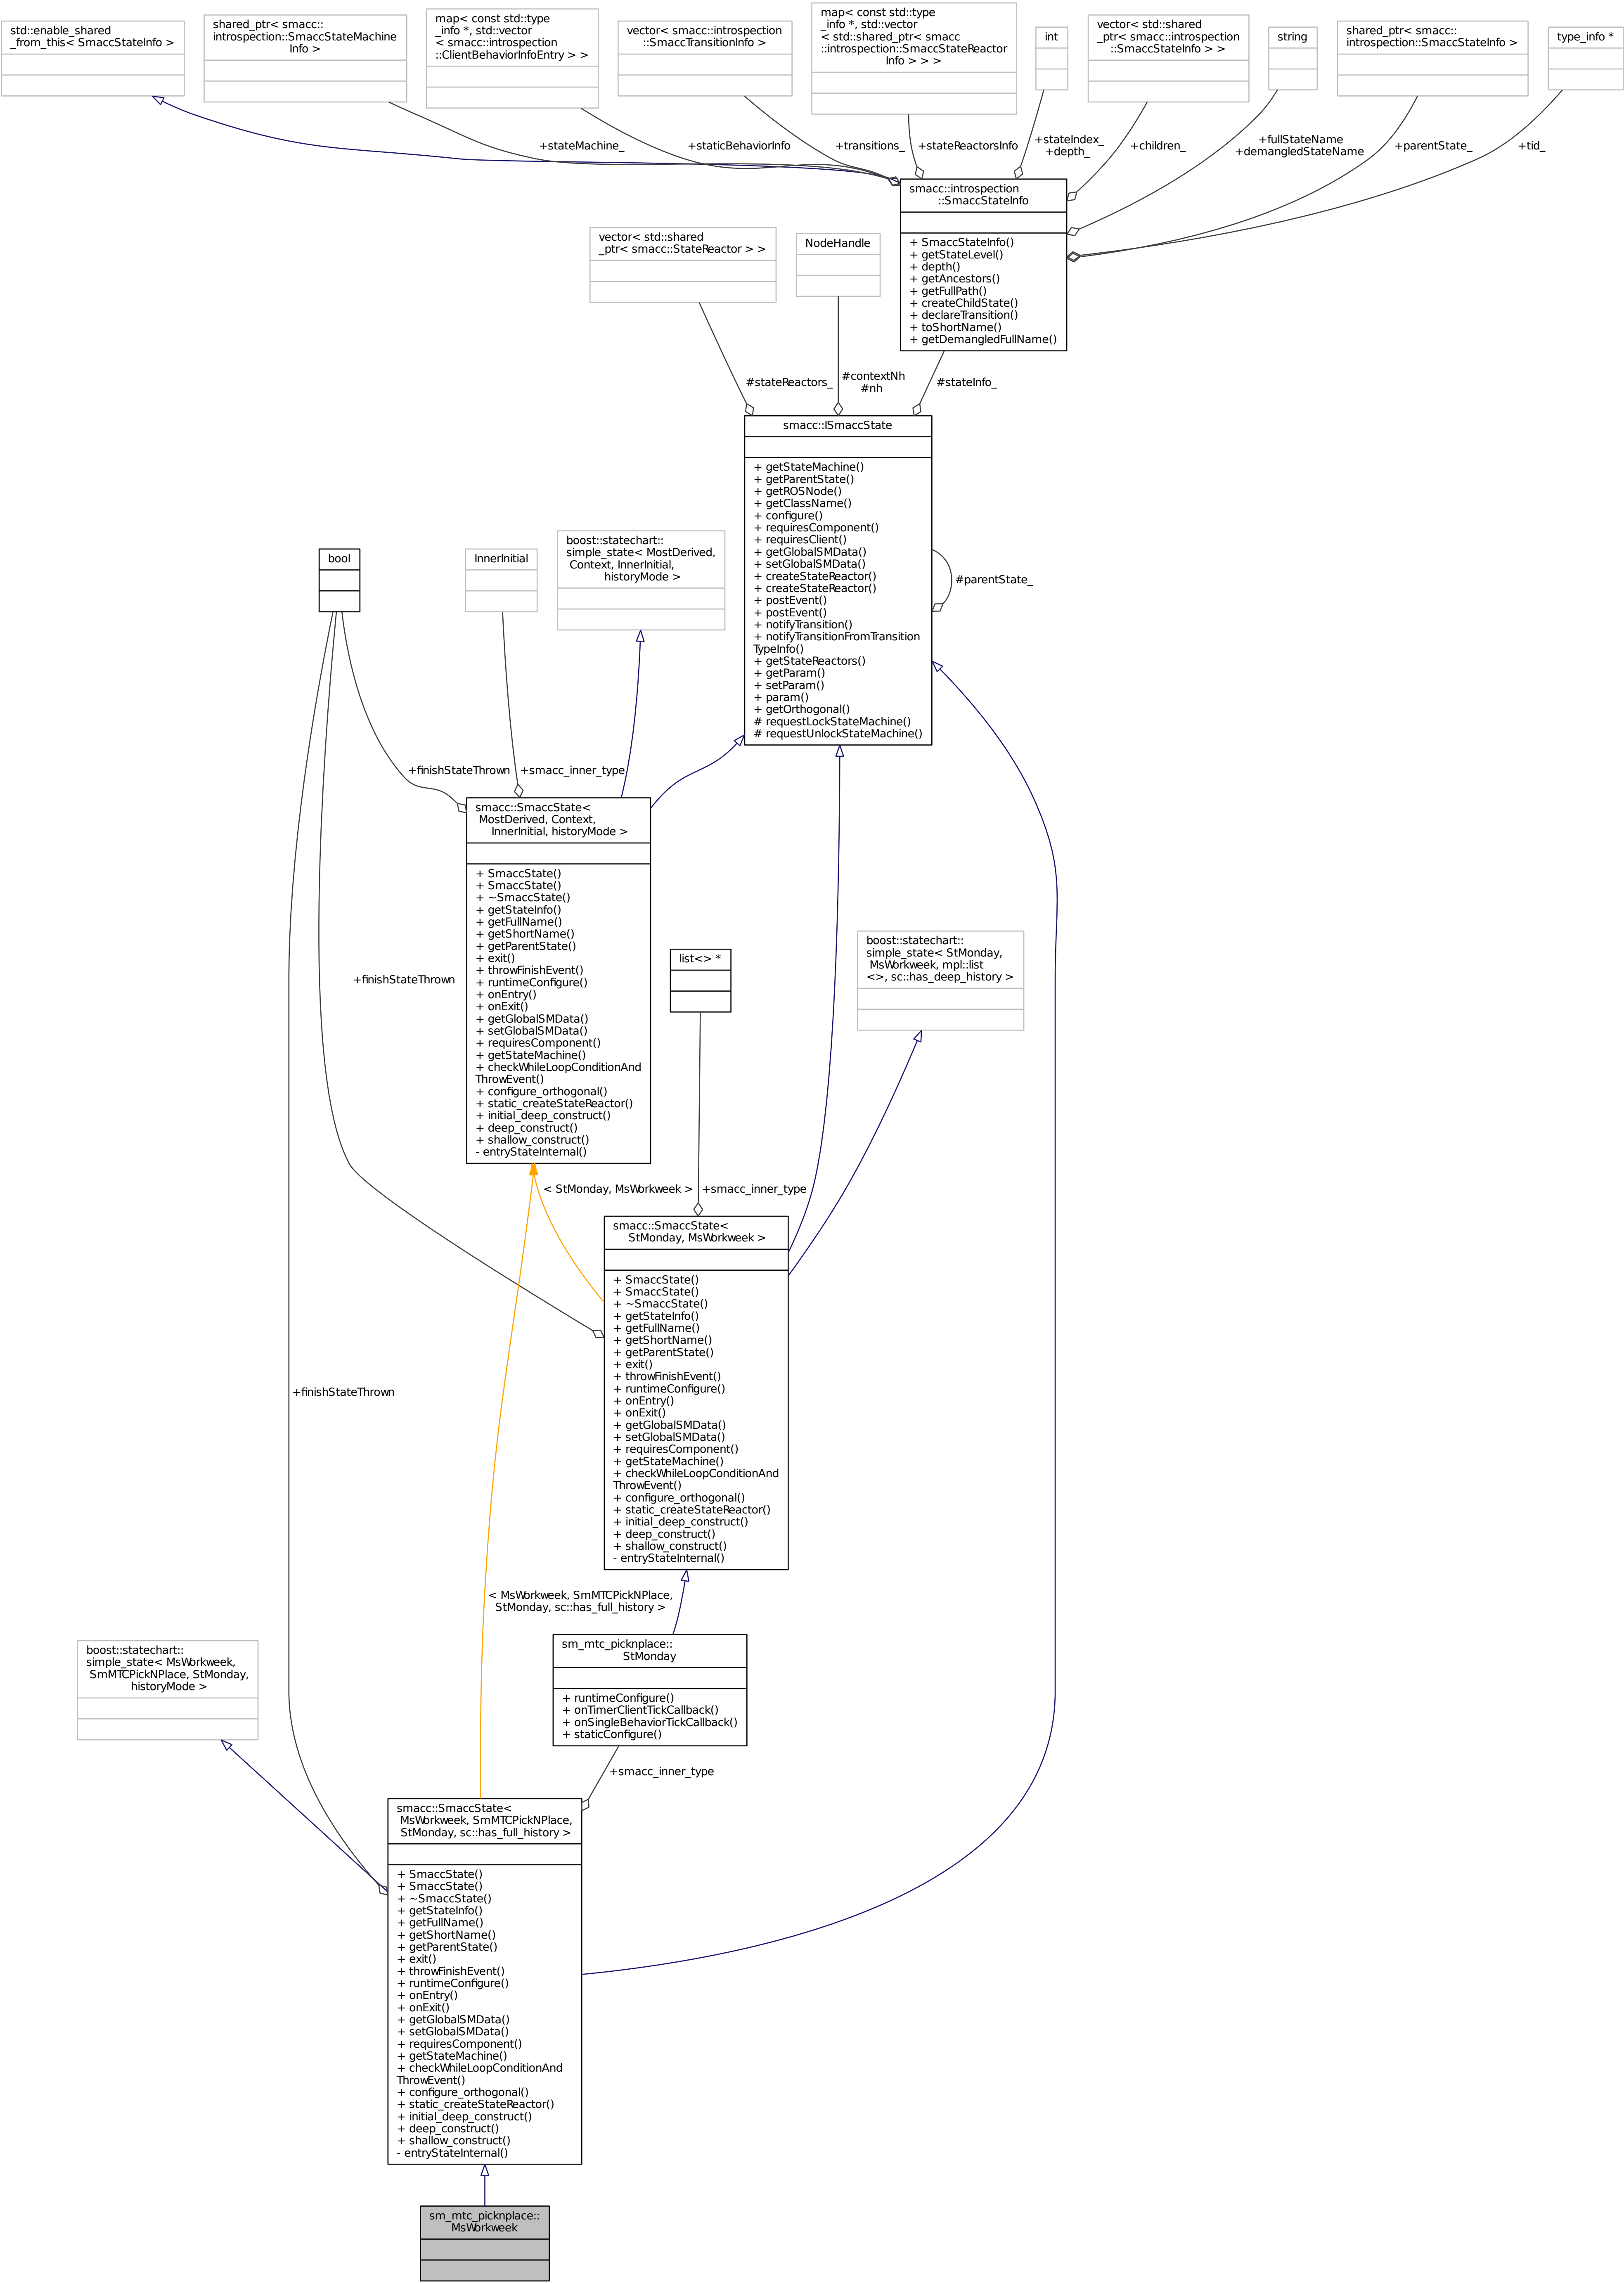 std::enable_shared
_from_this< SmaccStateInfo >
shared_ptr< smacc::
introspection::SmaccStateMachine
Info >
map< const std::type
_info *, std::vector
< smacc::introspection
::ClientBehaviorInfoEntry > >
vector< smacc::introspection
::SmaccTransitionInfo >
map< const std::type
_info *, std::vector
< std::shared_ptr< smacc
::introspection::SmaccStateReactor
Info > > >
int
vector< std::shared
_ptr< smacc::introspection
::SmaccStateInfo > >
string
shared_ptr< smacc::
introspection::SmaccStateInfo >
type_info *
+stateMachine_
+staticBehaviorInfo
+transitions_
+stateReactorsInfo
+stateIndex_
+depth_
+children_
+fullStateName
+demangledStateName
+parentState_
+tid_
smacc::introspection
::SmaccStateInfo
+ SmaccStateInfo()
+ getStateLevel()
+ depth()
+ getAncestors()
+ getFullPath()
+ createChildState()
+ declareTransition()
+ toShortName()
+ getDemangledFullName()
vector< std::shared
_ptr< smacc::StateReactor > >
NodeHandle
#stateReactors_
#contextNh
#nh
#stateInfo_
smacc::ISmaccState
+ getStateMachine()
+ getParentState()
+ getROSNode()
+ getClassName()
+ configure()
+ requiresComponent()
+ requiresClient()
+ getGlobalSMData()
+ setGlobalSMData()
+ createStateReactor()
+ createStateReactor()
+ postEvent()
+ postEvent()
+ notifyTransition()
+ notifyTransitionFromTransition
TypeInfo()
+ getStateReactors()
+ getParam()
+ setParam()
+ param()
+ getOrthogonal()
# requestLockStateMachine()
# requestUnlockStateMachine()
#parentState_
bool
InnerInitial
boost::statechart::
simple_state< MostDerived,
Context, InnerInitial,
historyMode >
+finishStateThrown
+smacc_inner_type
smacc::SmaccState<
MostDerived, Context,
InnerInitial, historyMode >
+ SmaccState()
+ SmaccState()
+ ~SmaccState()
+ getStateInfo()
+ getFullName()
+ getShortName()
+ getParentState()
+ exit()
+ throwFinishEvent()
+ runtimeConfigure()
+ onEntry()
+ onExit()
+ getGlobalSMData()
+ setGlobalSMData()
+ requiresComponent()
+ getStateMachine()
+ checkWhileLoopConditionAnd
ThrowEvent()
+ configure_orthogonal()
+ static_createStateReactor()
+ initial_deep_construct()
+ deep_construct()
+ shallow_construct()
- entryStateInternal()
+finishStateThrown
list<> *
boost::statechart::
simple_state< StMonday,
MsWorkweek, mpl::list
<>, sc::has_deep_history >
< StMonday, MsWorkweek >
+smacc_inner_type
smacc::SmaccState<
StMonday, MsWorkweek >
+ SmaccState()
+ SmaccState()
+ ~SmaccState()
+ getStateInfo()
+ getFullName()
+ getShortName()
+ getParentState()
+ exit()
+ throwFinishEvent()
+ runtimeConfigure()
+ onEntry()
+ onExit()
+ getGlobalSMData()
+ setGlobalSMData()
+ requiresComponent()
+ getStateMachine()
+ checkWhileLoopConditionAnd
ThrowEvent()
+ configure_orthogonal()
+ static_createStateReactor()
+ initial_deep_construct()
+ deep_construct()
+ shallow_construct()
- entryStateInternal()
+finishStateThrown
< MsWorkweek, SmMTCPickNPlace,
StMonday, sc::has_full_history >
boost::statechart::
simple_state< MsWorkweek,
SmMTCPickNPlace, StMonday,
historyMode >
sm_mtc_picknplace::
StMonday
+ runtimeConfigure()
+ onTimerClientTickCallback()
+ onSingleBehaviorTickCallback()
+ staticConfigure()
+smacc_inner_type
smacc::SmaccState<
MsWorkweek, SmMTCPickNPlace,
StMonday, sc::has_full_history >
+ SmaccState()
+ SmaccState()
+ ~SmaccState()
+ getStateInfo()
+ getFullName()
+ getShortName()
+ getParentState()
+ exit()
+ throwFinishEvent()
+ runtimeConfigure()
+ onEntry()
+ onExit()
+ getGlobalSMData()
+ setGlobalSMData()
+ requiresComponent()
+ getStateMachine()
+ checkWhileLoopConditionAnd
ThrowEvent()
+ configure_orthogonal()
+ static_createStateReactor()
+ initial_deep_construct()
+ deep_construct()
+ shallow_construct()
- entryStateInternal()
sm_mtc_picknplace::
MsWorkweek